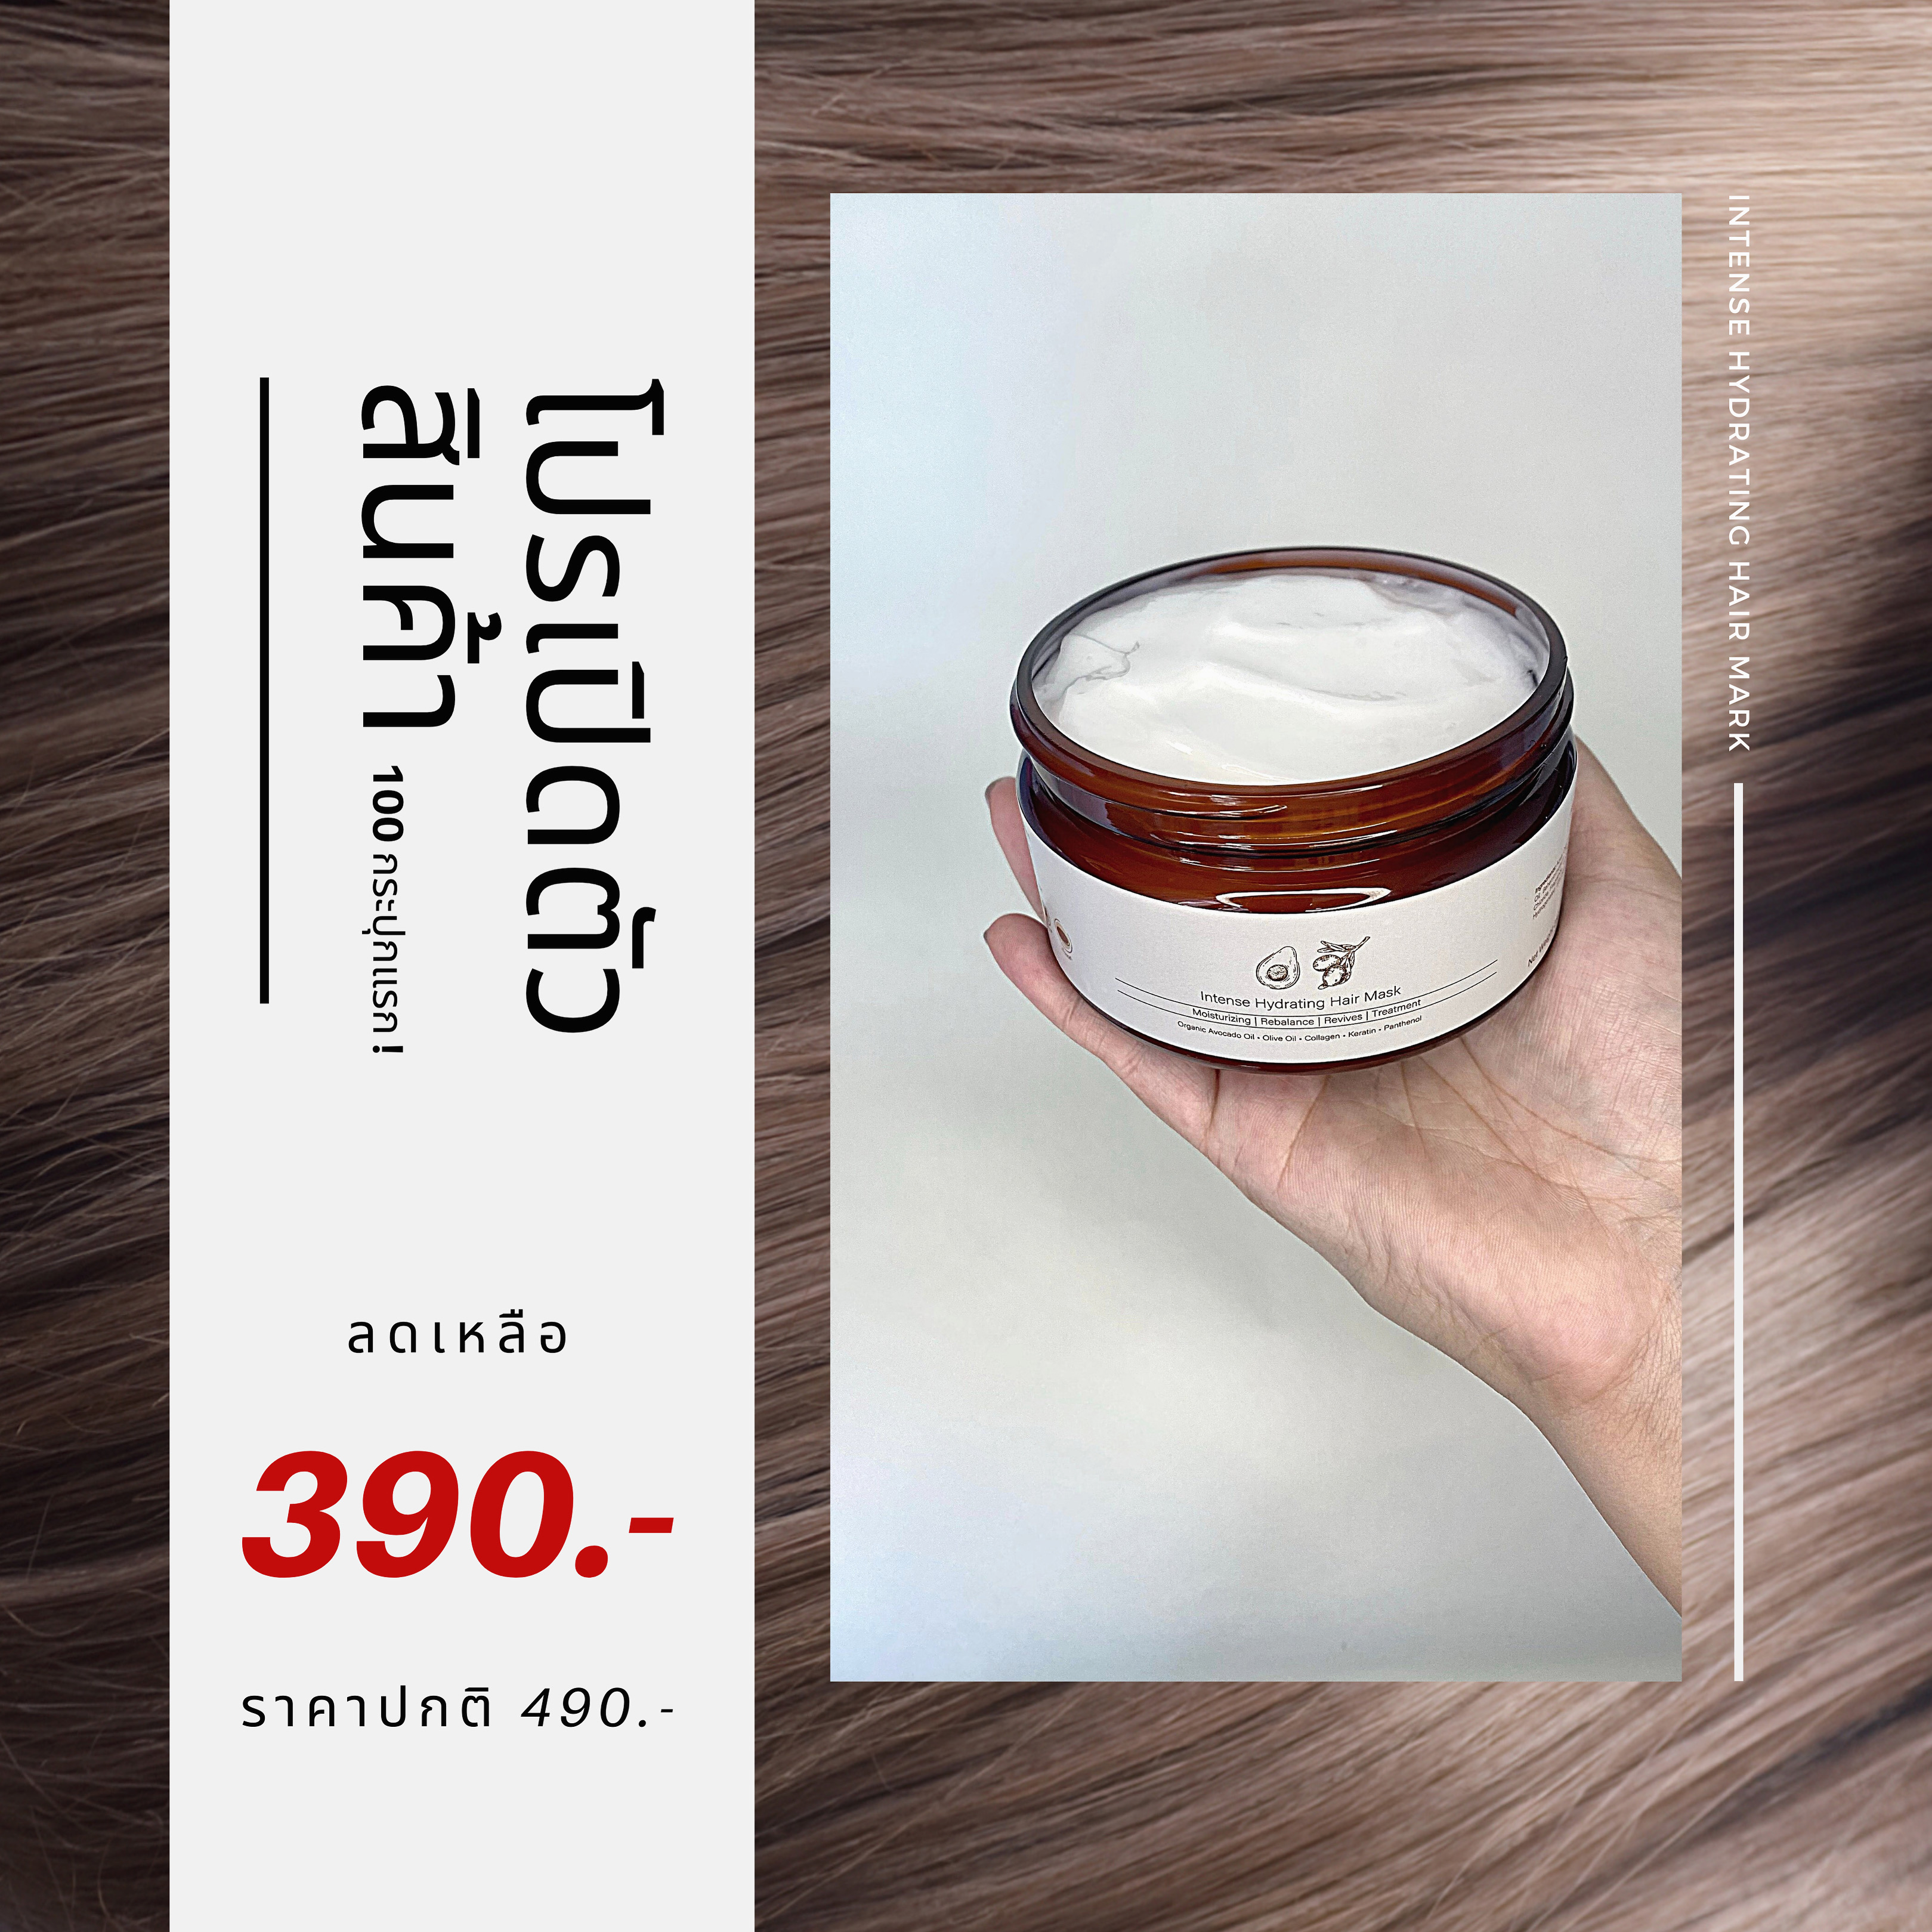 โปรเปิดตัว
สินค้า 100 กระปุกแรก!
ลดเหลือ
390.-
ราคาปกติ 490.-
INTENSE HYDRATING HAIR MARK
Intense Hydrating Hair Mask
Moisturizing | Rebalance | Revives | Treatment
Organic Avocado Oil • Olive Oil • Collagen • Keratin • Panthenol